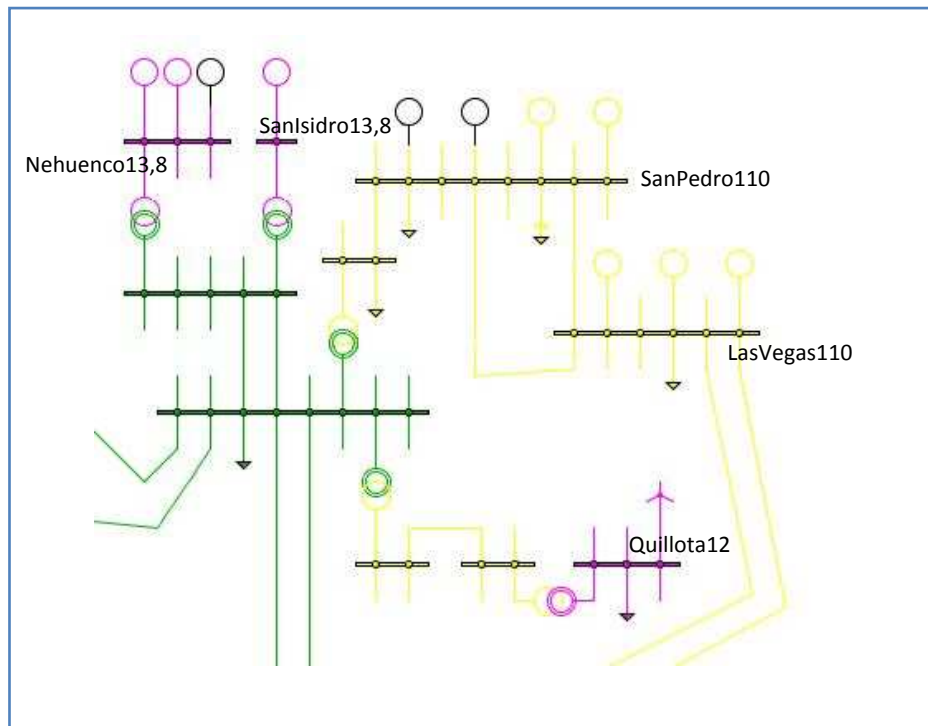 SanIsidro13,8
Nehuenco13,8
SanPedro110
LasVegas110
Quillota12